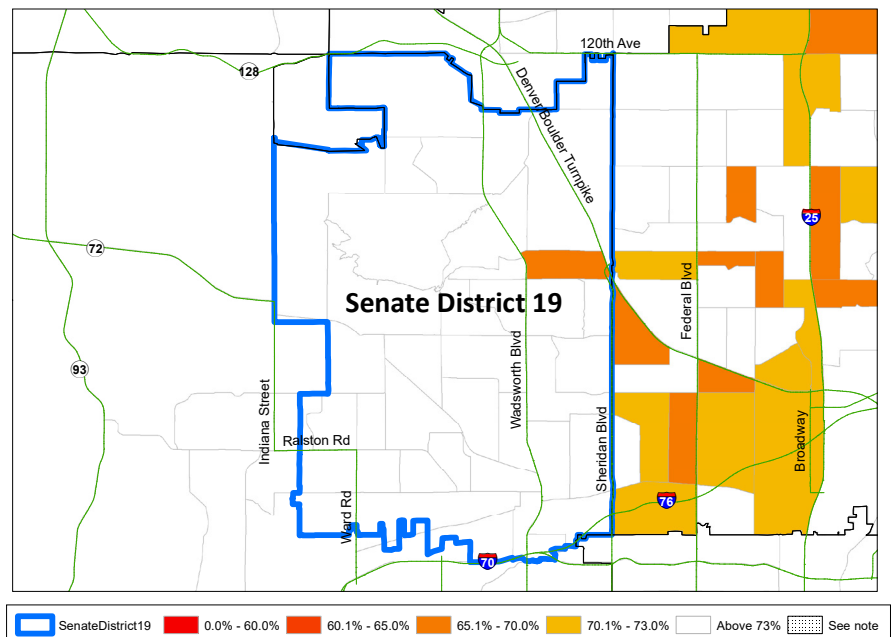 120th Ave
128
Denver Boulder Turnpike
25
72
Senate District 19
Federal Blvd
93
Wadsworth Blvd
Indiana Street
Sheridan Blvd
Broadway
Ralston Rd
Ward Rd
76
70
SenateDistrict19 0.0% - 60.0% 60.1% - 65.0% 65.1% - 70.0% 70.1% - 73.0% Above 73% See note